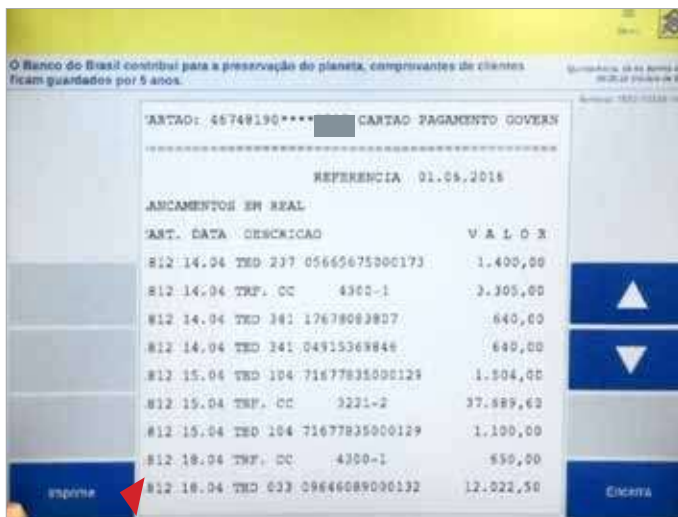 O Banco do Brasil contribui para a preservação do planeta, comprovantes de clientes
ficam guardados por 5 anos.
ARTAO: 46748190**** CARTAO PAGAMENTO GOVERN
REFERENCIA 01.06.2016
ANCAMENTOS EM REAL
ART. DATA DESCRICAO V A L O R
812 14.04 TED 237 05665675000173 1.400,00
812 14.04 TRF. CC 4300-1 3.305,00
812 14.04 TED 341 17678083807 640,00
812 14.04 TED 341 04915369846 640,00
812 15.04 TED 104 71677835000129 1.504,00
812 15.04 TRF. CC 3221-2 37.689,60
812 15.04 TED 104 71677835000129 1.100,00
812 18.04 TRF. CC 4300-1 650,00
812 18.04 TED 033 09646089000132 12.022,50
Imprime
Encerra